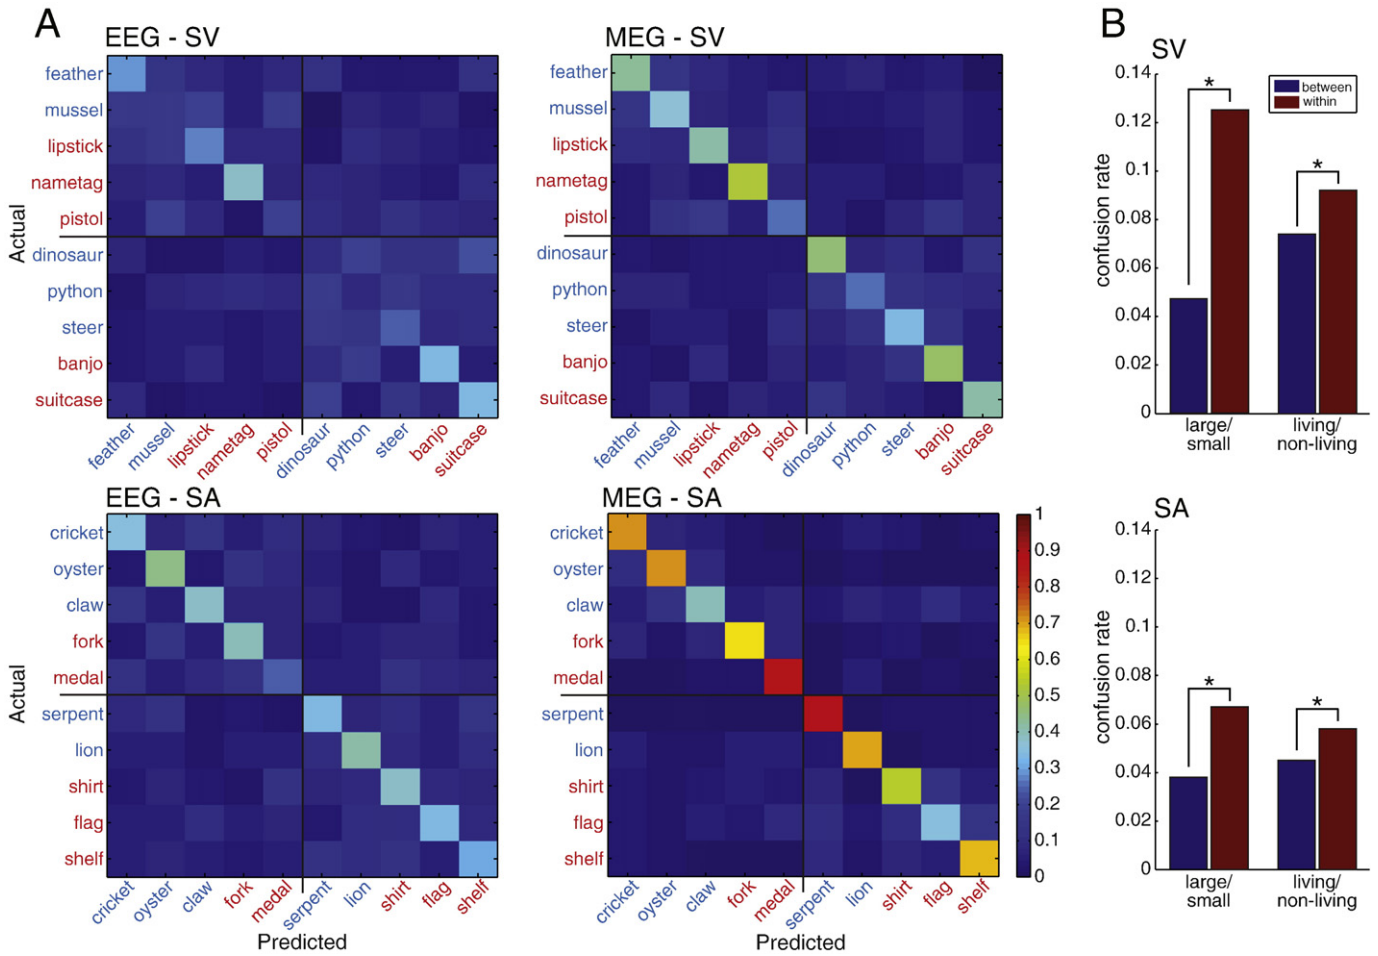 A
EEG - SV
Actual
feather
mussel
lipstick
nametag
pistol
dinosaur
python
steer
banjo
suitcase
feather
mussel
lipstick
nametag
pistol
dinosaur
python
steer
banjo
suitcase
MEG - SV
feather
mussel
lipstick
nametag
pistol
dinosaur
python
steer
banjo
suitcase
feather
mussel
lipstick
nametag
pistol
dinosaur
python
steer
banjo
suitcase
EEG - SA
Actual
cricket
oyster
claw
fork
medal
serpent
lion
shirt
flag
shelf
cricket
oyster
claw
fork
medal
serpent
lion
shirt
flag
shelf
Predicted
MEG - SA
cricket
oyster
claw
fork
medal
serpent
lion
shirt
flag
shelf
cricket
oyster
claw
fork
medal
serpent
lion
shirt
flag
shelf
Predicted
1
0.9
0.8
0.7
0.6
0.5
0.4
0.3
0.2
0.1
0
B
SV
confusion rate
0.14
0.12
0.1
0.08
0.06
0.04
0.02
0
*
*
between
within
large/
small
living/
non-living
SA
confusion rate
0.14
0.12
0.1
0.08
0.06
0.04
0.02
0
*
*
large/
small
living/
non-living